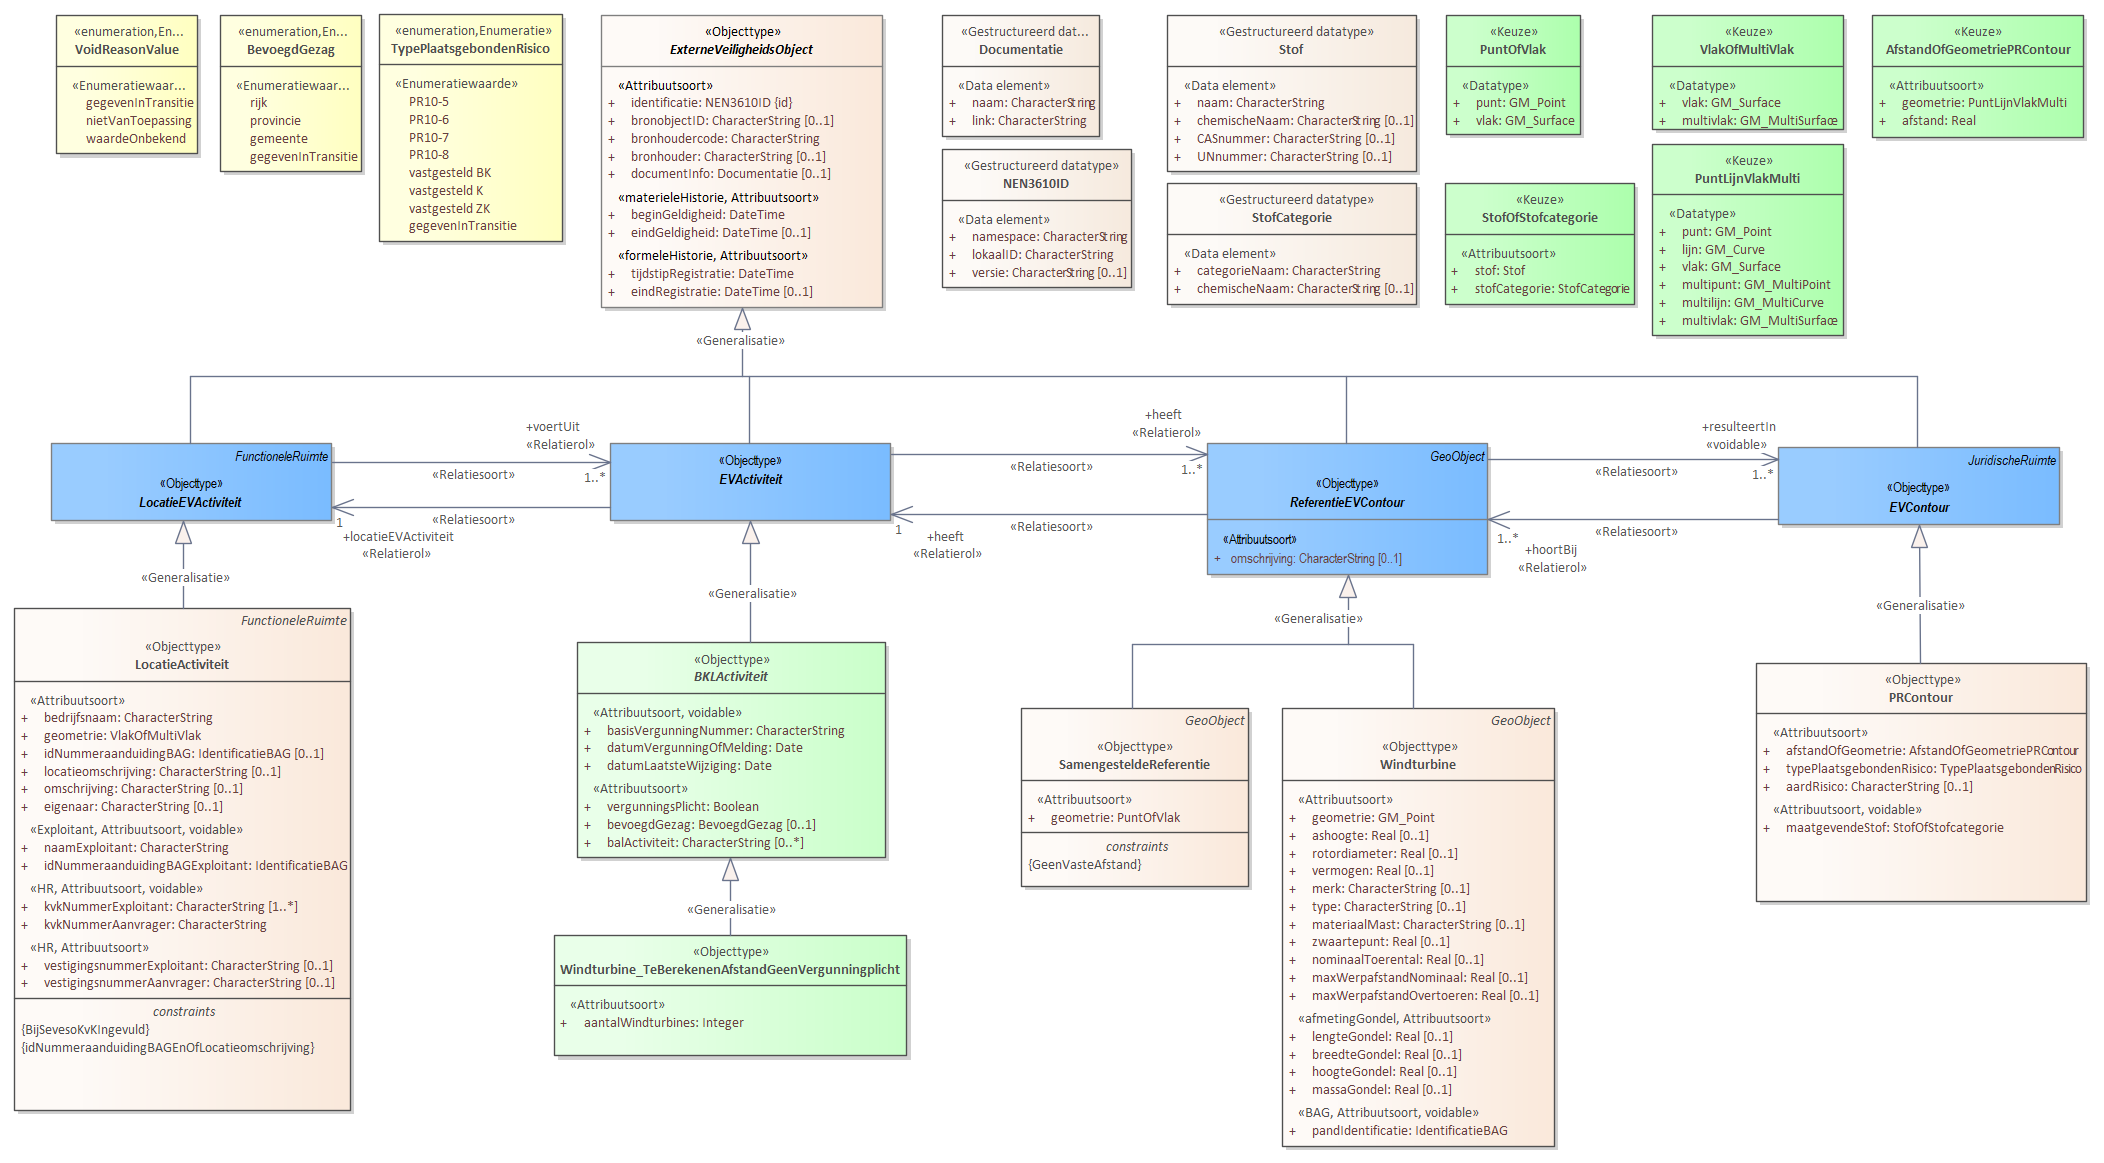 «enumeration,En...
VoidReasonValue
«Enumeratiewaar...
gegevenInTransitie
nietVanToepassing
waardeOnbekend
«enumeration,En...
BevoegdGezag
«Enumeratiewaar...
rijk
provincie
gemeente
gegevenInTransitie
«enumeration,Enumeratie»
TypePlaatsgebondenRisico
«Enumeratiewaarde»
PR10-5
PR10-6
PR10-7
PR10-8
vastgesteld BK
vastgesteld K
vastgesteld ZK
gegevenInTransitie
«Objecttype»
ExterneVeiligheidsObject
«Attribuutsoort»
+ identificatie: NEN3610ID {id}
+ bronobjectID: CharacterString [0..1]
+ bronhoudercode: CharacterString
+ bronhouder: CharacterString [0..1]
+ documentInfo: Documentatie [0..1]
«materieleHistorie, Attribuutsoort»
+ beginGeldigheid: DateTime
+ eindGeldigheid: DateTime [0..1]
«formeleHistorie, Attribuutsoort»
+ tijdstipRegistratie: DateTime
+ eindRegistratie: DateTime [0..1]
«Gestructureerd dat...
Documentatie
«Data element»
+ naam: CharacterString
+ link: CharacterString
«Gestructureerd datatype»
NEN3610ID
«Data element»
+ namespace: CharacterString
+ lokaalID: CharacterString
+ versie: CharacterString [0..1]
«Gestructureerd datatype»
Stof
«Data element»
+ naam: CharacterString
+ chemischeNaam: CharacterString [0..1]
+ CASnummer: CharacterString [0..1]
+ UNnummer: CharacterString [0..1]
«Gestructureerd datatype»
StofCategorie
«Data element»
+ categorieNaam: CharacterString
+ chemischeNaam: CharacterString [0..1]
«Keuze»
PuntOfVlak
«Datatype»
+ punt: GM_Point
+ vlak: GM_Surface
«Keuze»
StofOfStofcategorie
«Attribuutsoort»
+ stof: Stof
+ stofCategorie: StofCategorie
«Keuze»
VlakOfMultiVlak
«Datatype»
+ vlak: GM_Surface
+ multivlak: GM_MultiSurface
«Keuze»
PuntLijnVlakMulti
«Datatype»
+ punt: GM_Point
+ lijn: GM_Curve
+ vlak: GM_Surface
+ multipunt: GM_MultiPoint
+ multilijn: GM_MultiCurve
+ multivlak: GM_MultiSurface
«Keuze»
AfstandOfGeometriePRContour
«Attribuutsoort»
+ geometrie: PuntLijnVlakMulti
+ afstand: Real
«Generalisatie»
FunctioneleRuimte
«Objecttype»
LocatieEVActiviteit
+voertUit
«Relatierol»
«Relatiesoort»
1..*
«Relatiesoort»
1
+locatieEVActiviteit
«Relatierol»
«Objecttype»
EVActiviteit
+heeft
«Relatierol»
«Relatiesoort»
1..*
«Relatiesoort»
1
+heeft
«Relatierol»
GeoObject
«Objecttype»
ReferentieEVContour
«Attribuutsoort»
+ omschrijving: CharacterString [0..1]
+resulteertIn
«voidable»
«Relatiesoort»
1..*
«Relatiesoort»
1..*
+hoortBij
«Relatierol»
JuridischeRuimte
«Objecttype»
EVContour
«Generalisatie»
«Generalisatie»
«Generalisatie»
«Generalisatie»
FunctioneleRuimte
«Objecttype»
LocatieActiviteit
«Attribuutsoort»
+ bedrijfsnaam: CharacterString
+ geometrie: VlakOfMultiVlak
+ idNummeraanduidingBAG: IdentificatieBAG [0..1]
+ locatieomschrijving: CharacterString [0..1]
+ omschrijving: CharacterString [0..1]
+ eigenaar: CharacterString [0..1]
«Exploitant, Attribuutsoort, voidable»
+ naamExploitant: CharacterString
+ idNummeraanduidingBAGExploitant: IdentificatieBAG
«HR, Attribuutsoort, voidable»
+ kvkNummerExploitant: CharacterString [1..*]
+ kvkNummerAanvrager: CharacterString
«HR, Attribuutsoort»
+ vestigingsnummerExploitant: CharacterString [0..1]
+ vestigingsnummerAanvrager: CharacterString [0..1]
constraints
{BijSevesoKvKIngevuld}
{idNummeraanduidingBAGEnOfLocatieomschrijving}
«Objecttype»
BKLActiviteit
«Attribuutsoort, voidable»
+ basisVergunningNummer: CharacterString
+ datumVergunningOfMelding: Date
+ datumLaatsteWijziging: Date
«Attribuutsoort»
+ vergunningsPlicht: Boolean
+ bevoegdGezag: BevoegdGezag [0..1]
+ balActiviteit: CharacterString [0..*]
«Generalisatie»
«Objecttype»
Windturbine_TeBerekenenAfstandGeenVergunningplicht
«Attribuutsoort»
+ aantalWindturbines: Integer
GeoObject
«Objecttype»
SamengesteldeReferentie
«Attribuutsoort»
+ geometrie: PuntOfVlak
constraints
{GeenVasteAfstand}
GeoObject
«Objecttype»
Windturbine
«Attribuutsoort»
+ geometrie: GM_Point
+ ashoogte: Real [0..1]
+ rotordiameter: Real [0..1]
+ vermogen: Real [0..1]
+ merk: CharacterString [0..1]
+ type: CharacterString [0..1]
+ materiaalMast: CharacterString [0..1]
+ zwaartepunt: Real [0..1]
+ nominaalToerental: Real [0..1]
+ maxWerpafstandNominaal: Real [0..1]
+ maxWerpafstandOvertoeren: Real [0..1]
«afmetingGondel, Attribuutsoort»
+ lengteGondel: Real [0..1]
+ breedteGondel: Real [0..1]
+ hoogteGondel: Real [0..1]
+ massaGondel: Real [0..1]
«BAG, Attribuutsoort, voidable»
+ pandIdentificatie: IdentificatieBAG
«Objecttype»
PRContour
«Attribuutsoort»
+ afstandOfGeometrie: AfstandOfGeometriePRContour
+ typePlaatsgebondenRisico: TypePlaatsgebondenRisico
+ aardRisico: CharacterString [0..1]
«Attribuutsoort, voidable»
+ maatgevendeStof: StofOfStofcategorie